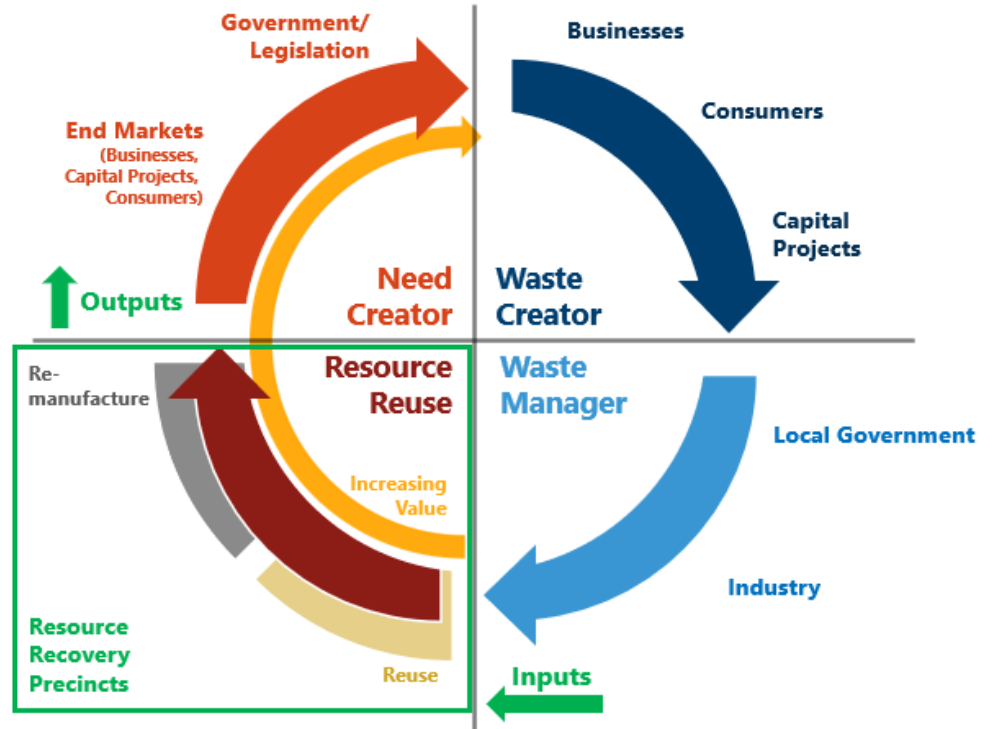 Government/
Legislation
Businesses
End Markets
(Businesses,
Capital Projects,
Consumers)
Consumers
Capital
Projects
Outputs
Need
Creator
Waste
Creator
Re-
manufacture
Resource
Reuse
Waste
Manager
Local Government
Increasing
Value
Industry
Resource
Recovery
Precincts
Reuse
Inputs